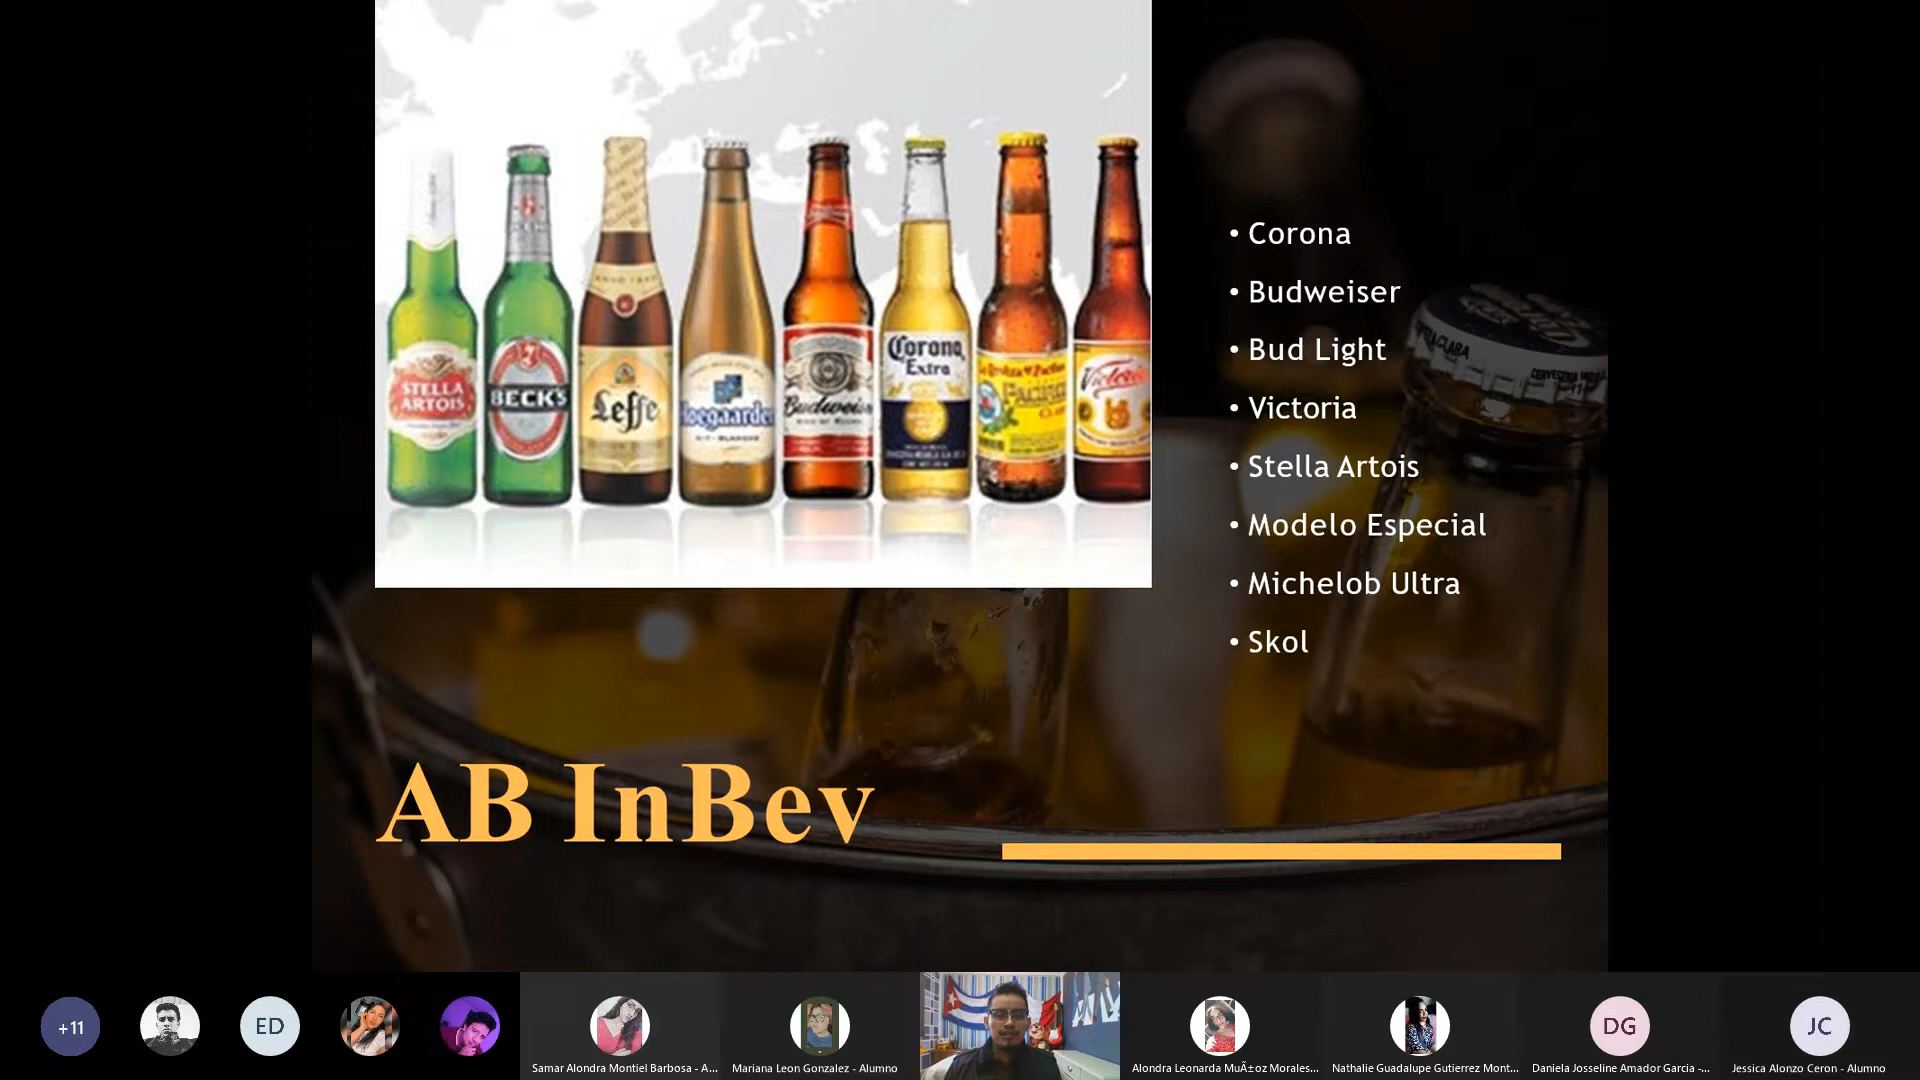 STELLA
ARTOIS
BECK'S
Leffe
Hoegaarden
Budweiser
Corona
Extra
Pacifico
Victoria
• Corona
• Budweiser
• Bud Light
• Victoria
• Stella Artois
• Modelo Especial
• Michelob Ultra
• Skol
AB InBev
+11
ED
DG
JC
Samar Alondra Montiel Barbosa - A...
Mariana Leon Gonzalez - Alumno
Alondra Leonarda MuÃ±oz Morales...
Nathalie Guadalupe Gutierrez Mont...
Daniela Josseline Amador Garcia -...
Jessica Alonzo Ceron - Alumno